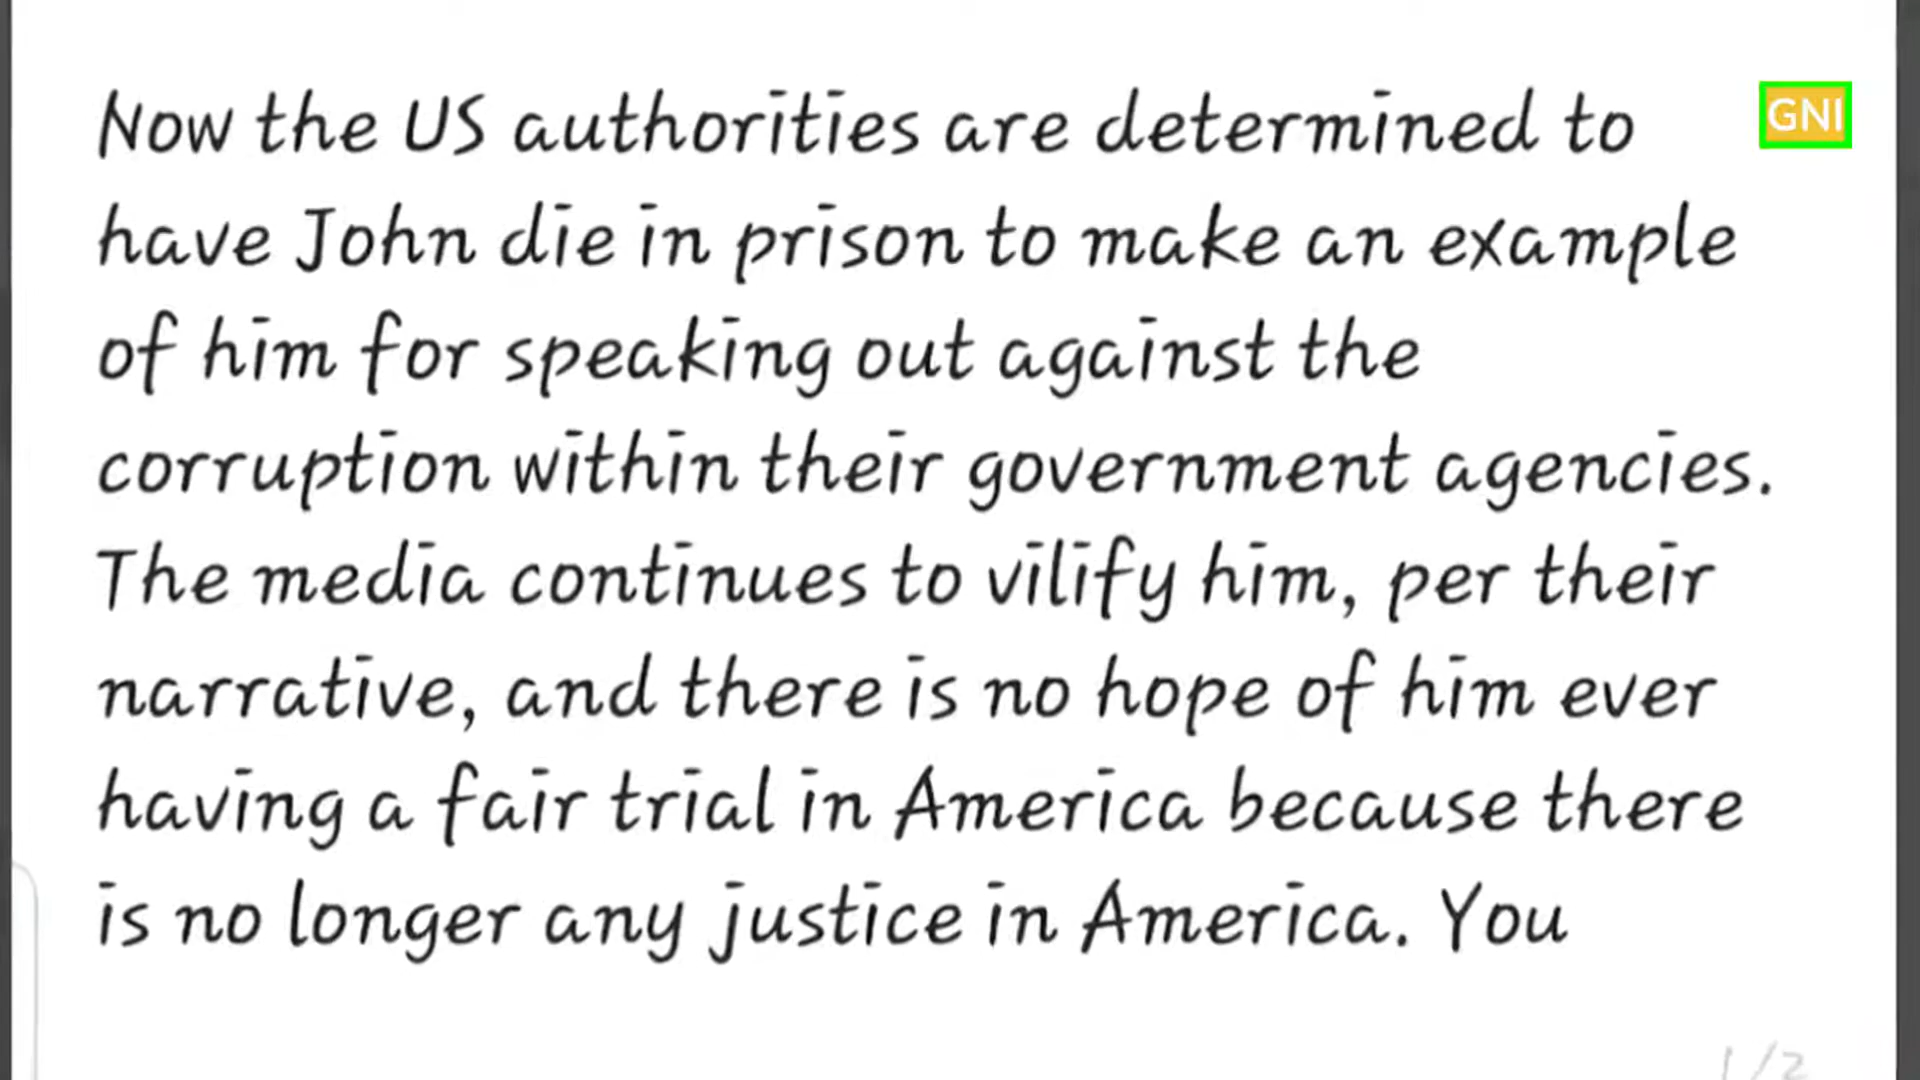 Now the US authorities are determined to
GNI
have John die in prison to make an example
of him for speaking out against the
corruption within their government agencies.
The media continues to vilify him, per their
narrative, and there is no hope of him ever
having a fair trial in America because there
is no longer any justice in America. You
1/2